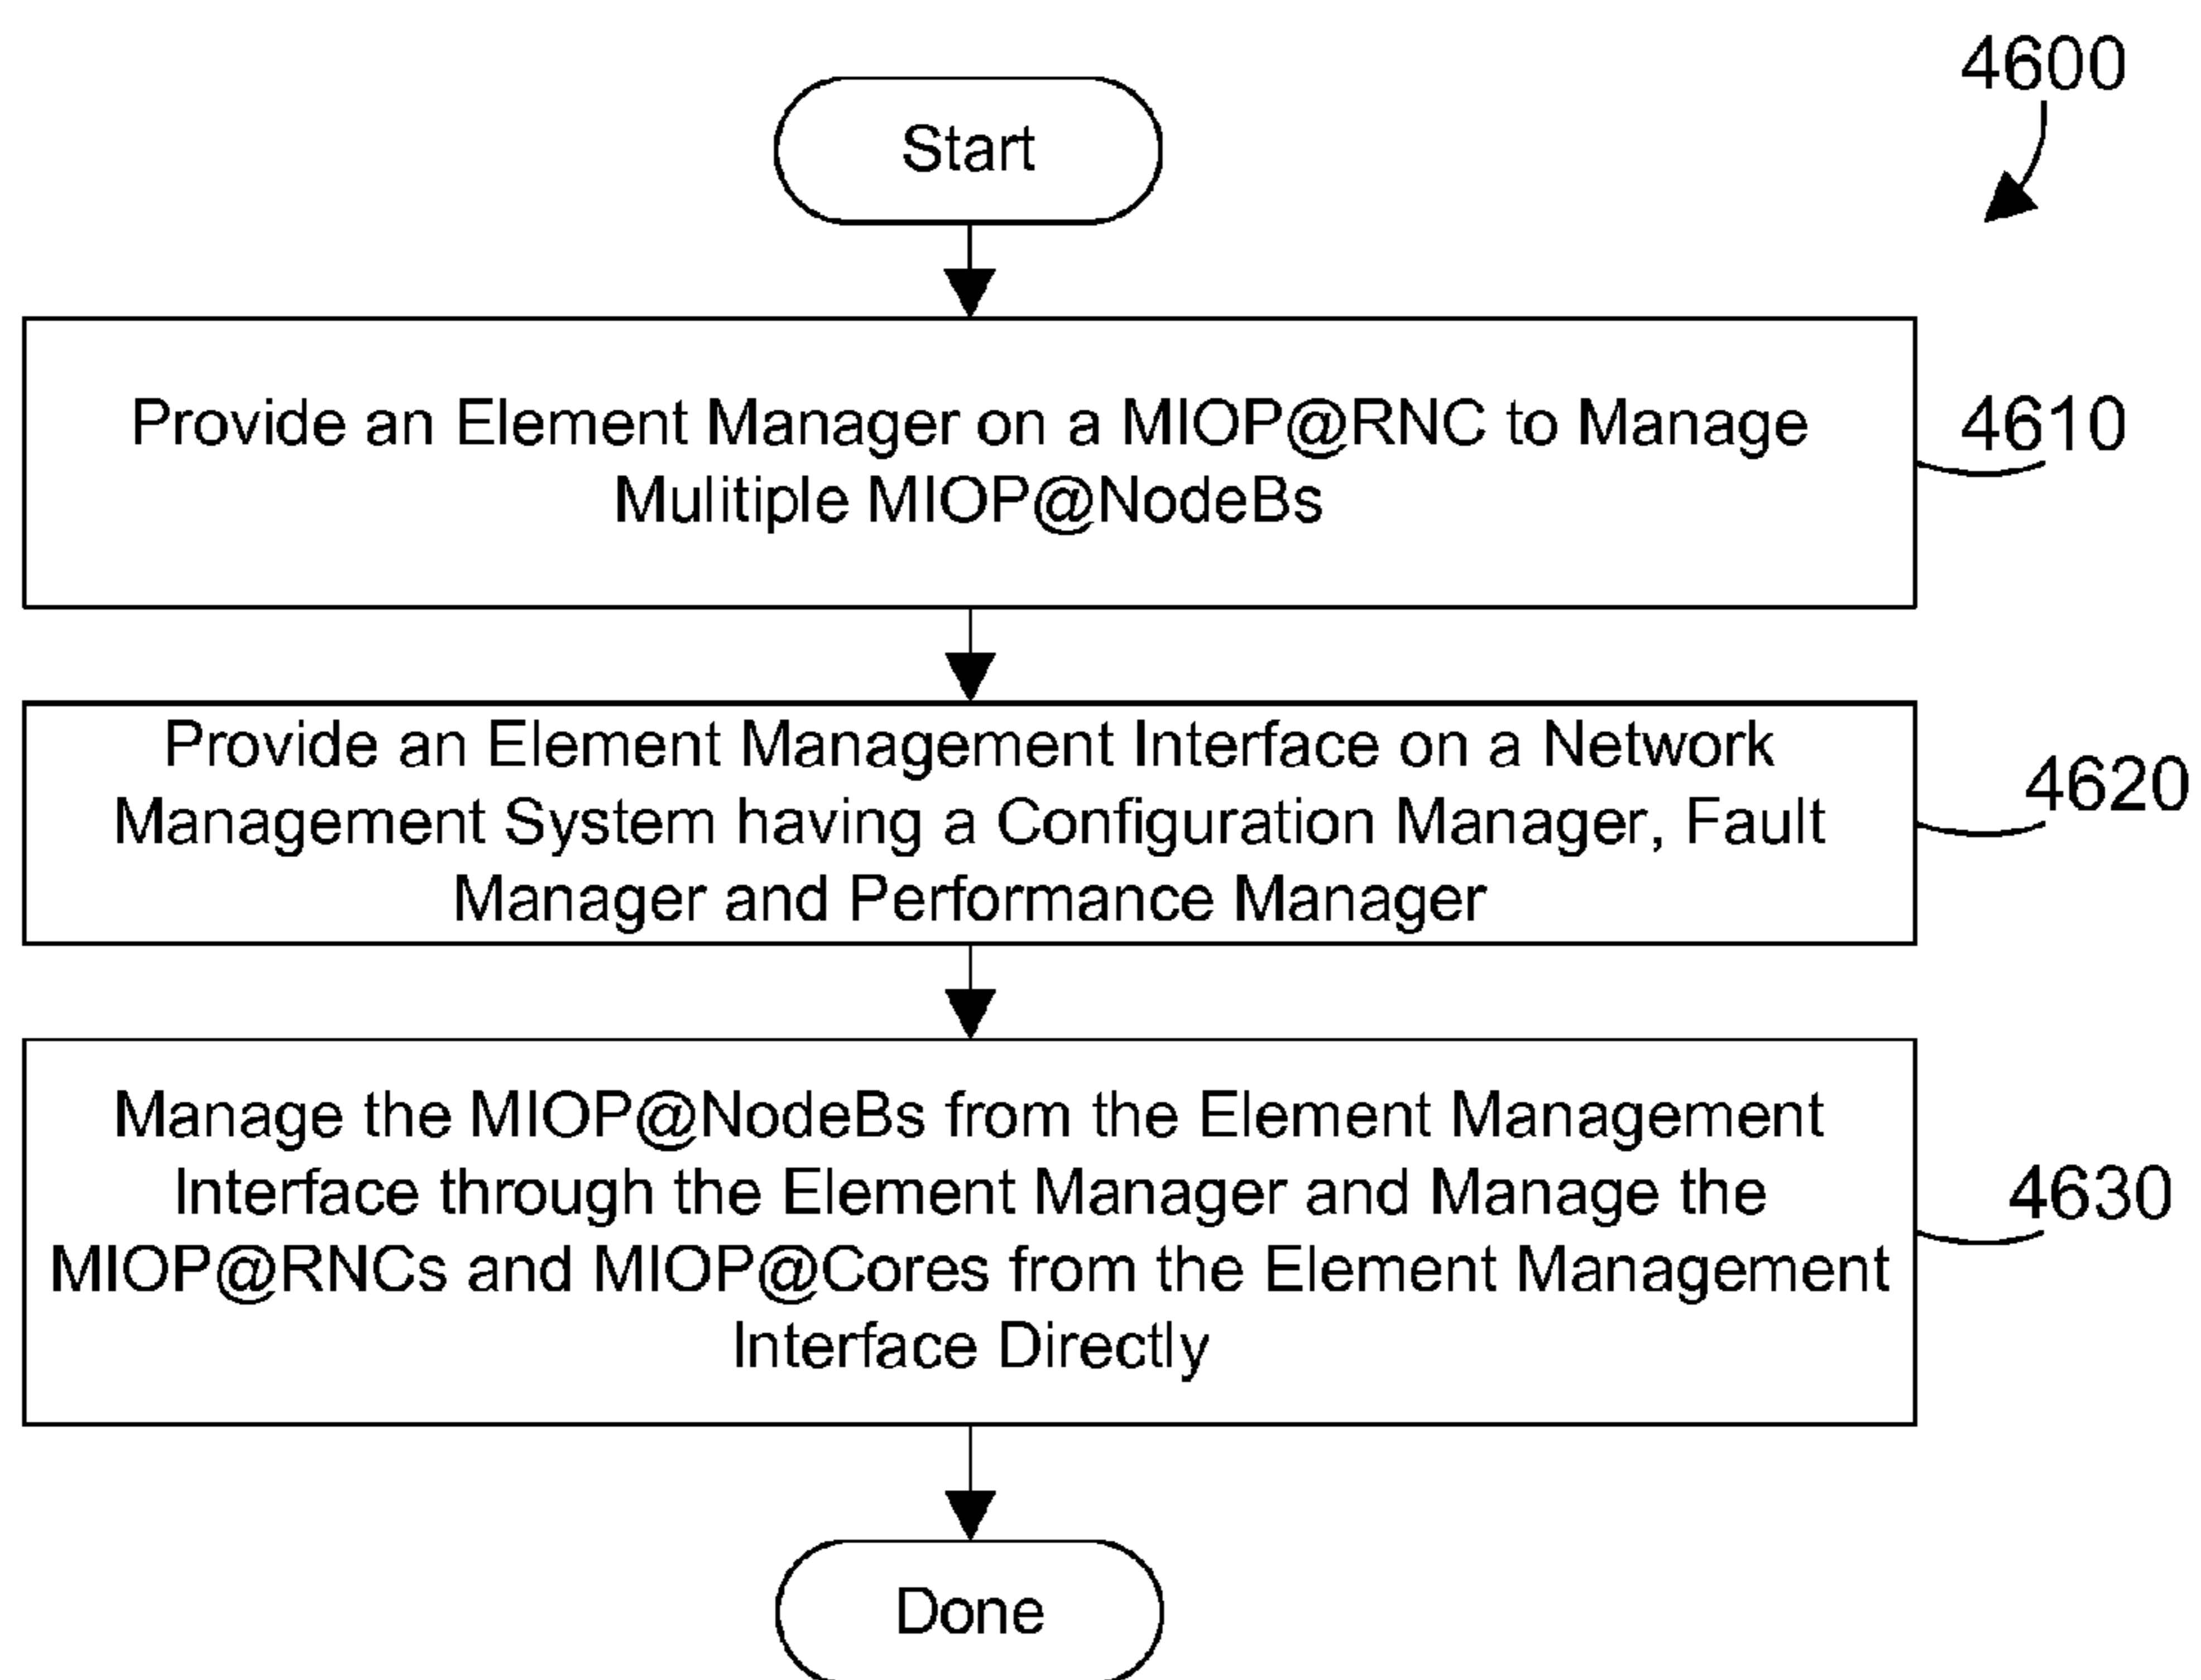 4600
Start
Provide an Element Manager on a MIOP@RNC to Manage
Mulitiple MIOP@NodeBs
4610
Provide an Element Management Interface on a Network
Management System having a Configuration Manager, Fault
Manager and Performance Manager
4620
Manage the MIOP@NodeBs from the Element Management
Interface through the Element Manager and Manage the
MIOP@RNCs and MIOP@Cores from the Element Management
Interface Directly
4630
Done